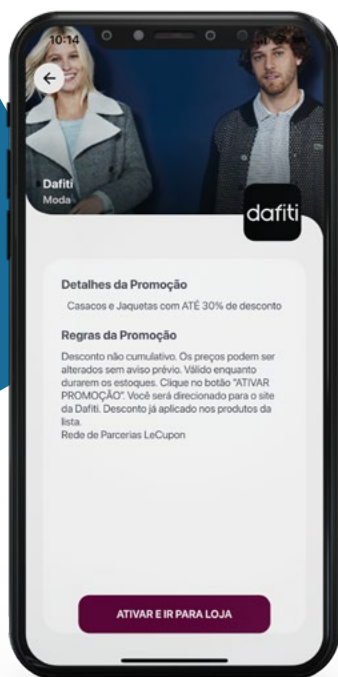 10:14
Dafiti
Moda
dafiti
Detalhes da Promoção
Casacos e Jaquetas com ATÉ 30% de desconto
Regras da Promoção
Desconto não cumulativo. Os preços podem ser
alterados sem aviso prévio. Válido enquanto
durarem os estoques. Clique no botão "ATIVAR
PROMOÇÃO". Você será direcionado para o site
da Dafiti. Desconto já aplicado nos produtos da
lista.
Rede de Parcerias LeCupon
ATIVAR E IR PARA LOJA